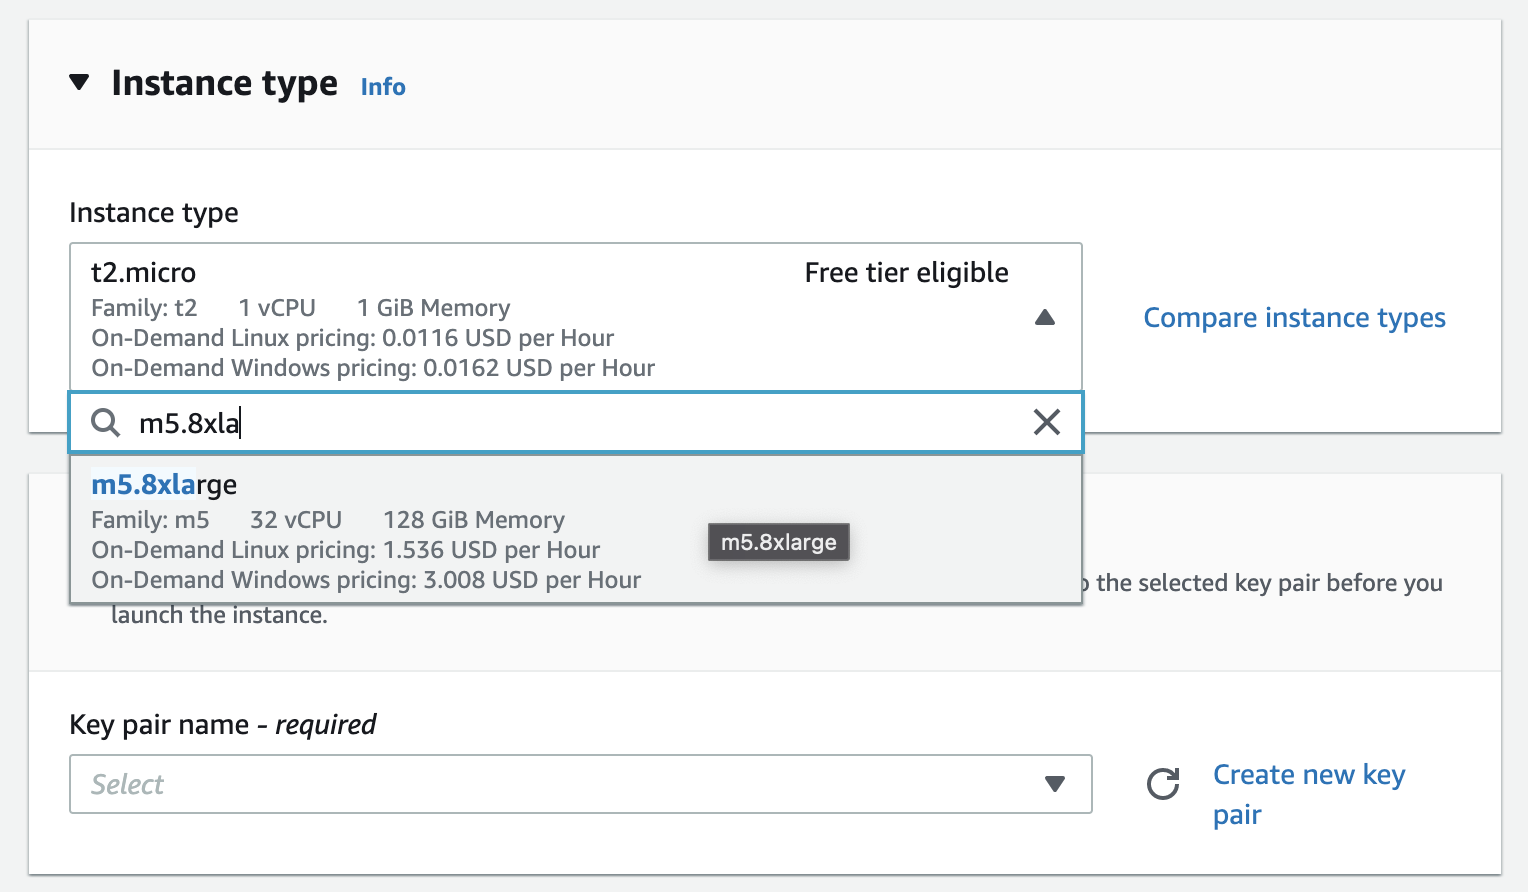 Instance type Info
Instance type
t2.micro Free tier eligible
Family: t2 1 vCPU 1 GiB Memory
On-Demand Linux pricing: 0.0116 USD per Hour
On-Demand Windows pricing: 0.0162 USD per Hour
Compare instance types
m5.8xla
m5.8xlarge
Family: m5 32 vCPU 128 GiB Memory
On-Demand Linux pricing: 1.536 USD per Hour
On-Demand Windows pricing: 3.008 USD per Hour
m5.8xlarge
the selected key pair before you
launch the instance.
Key pair name - required
Select
Create new key
pair